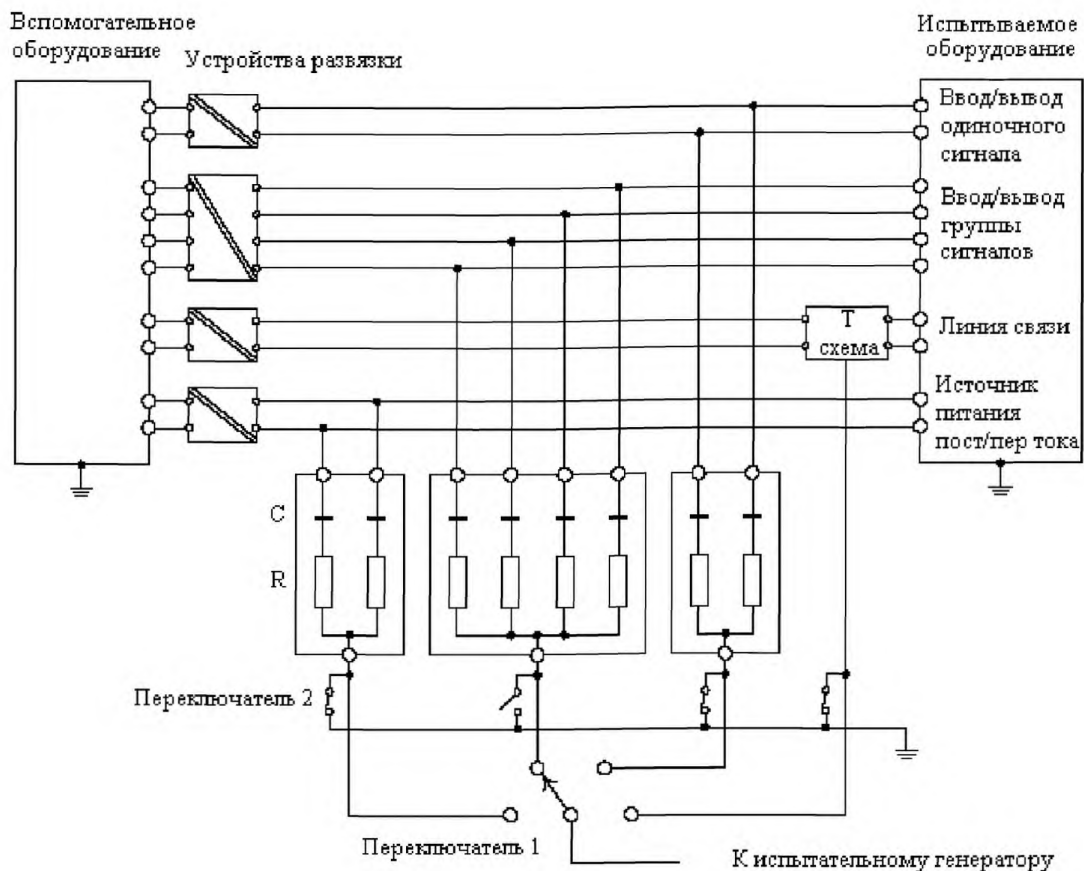 Вспомогательное
оборудование
Устройства развязки
Испытываемое
оборудование
Ввод/вывод
одиночного
сигнала
Ввод/вывод
группы
сигналов
Т
схема
Линия связи
Источник
питания
пост/пер тока
C
R
Переключатель 2
Переключатель 1
К испытательному генератору